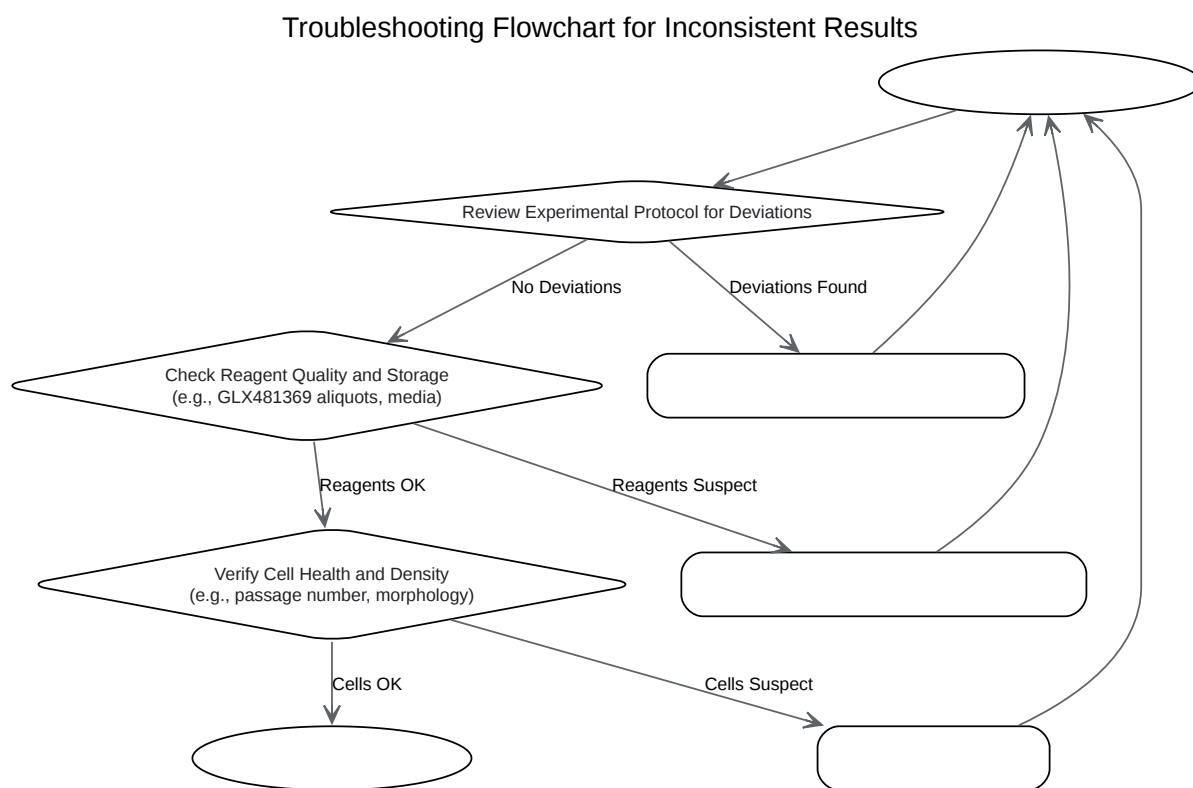 Troubleshooting Flowchart for Inconsistent Results
Review Experimental Protocol for Deviations
No Deviations
Deviations Found
Check Reagent Quality and Storage
(e.g., GLX481369 aliquots, media)
Reagents OK
Reagents Suspect
Verify Cell Health and Density
(e.g., passage number, morphology)
Cells OK
Cells Suspect